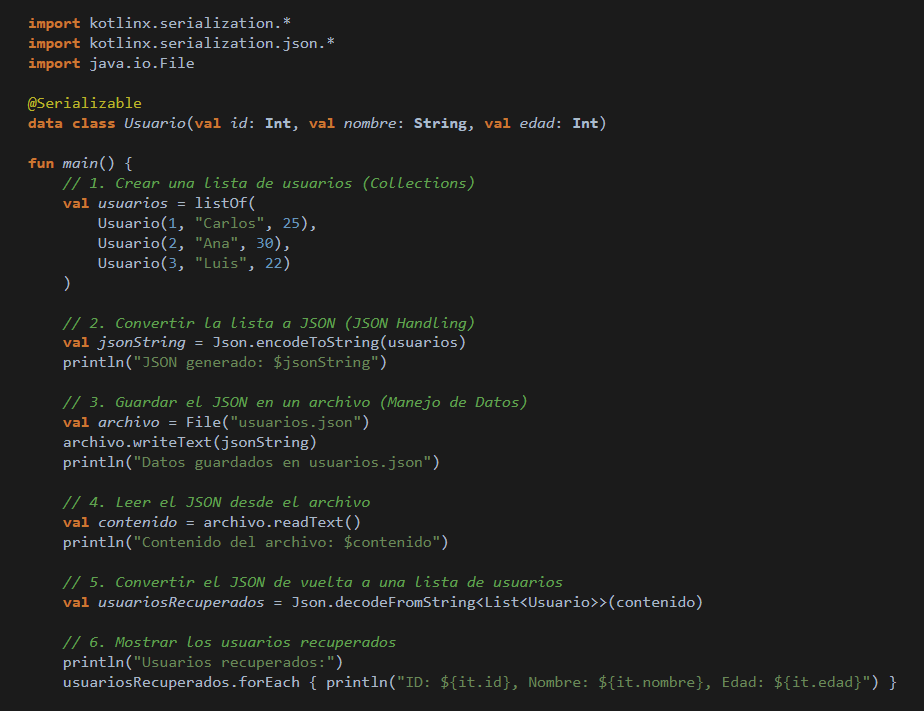 import kotlinx.serialization.*
import kotlinx.serialization.json.*
import java.io.File

@Serializable
data class Usuario(val id: Int, val nombre: String, val edad: Int)

fun main() {
    // 1. Crear una lista de usuarios (Collections)
    val usuarios = listOf(
        Usuario(1, "Carlos", 25),
        Usuario(2, "Ana", 30),
        Usuario(3, "Luis", 22)
    )

    // 2. Convertir la lista a JSON (JSON Handling)
    val jsonString = Json.encodeToString(usuarios)
    println("JSON generado: $jsonString")

    // 3. Guardar el JSON en un archivo (Manejo de Datos)
    val archivo = File("usuarios.json")
    archivo.writeText(jsonString)
    println("Datos guardados en usuarios.json")

    // 4. Leer el JSON desde el archivo
    val contenido = archivo.readText()
    println("Contenido del archivo: $contenido")

    // 5. Convertir el JSON de vuelta a una lista de usuarios
    val usuariosRecuperados = Json.decodeFromString<List<Usuario>>(contenido)

    // 6. Mostrar los usuarios recuperados
    println("Usuarios recuperados:")
    usuariosRecuperados.forEach { println("ID: ${it.id}, Nombre: ${it.nombre}, Edad: ${it.edad}") }